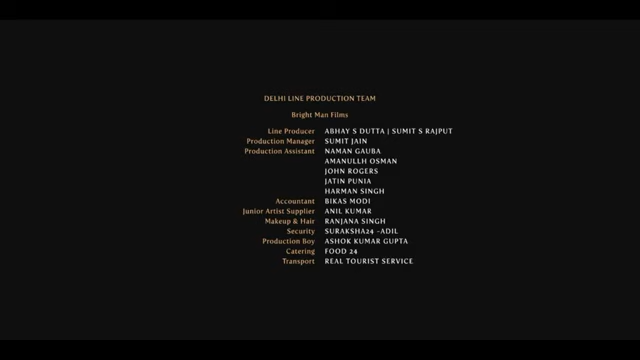 DELHI LINE PRODUCTION TEAM
Bright Man Films
Line Producer ABHAY S DUTTA | SUMIT S RAJPUT
Production Manager SUMIT JAIN
Production Assistant NAMAN GAUBA
AMANULLH OSMAN
JOHN ROGERS
JATIN PUNIA
HARMAN SINGH
Accountant BIKAS MODI
Junior Artist Supplier ANIL KUMAR
Makeup & Hair RANJANA SINGH
Security SURAKSHA24 -ADIL
Production Boy ASHOK KUMAR GUPTA
Catering FOOD 24
Transport REAL TOURIST SERVICE